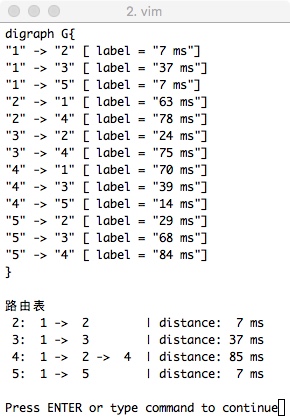 2. vim
digraph G{
"1" -> "2" [ label = "7 ms"]
"1" -> "3" [ label = "37 ms"]
"1" -> "5" [ label = "7 ms"]
"2" -> "1" [ label = "63 ms"]
"2" -> "4" [ label = "78 ms"]
"3" -> "2" [ label = "24 ms"]
"3" -> "4" [ label = "75 ms"]
"4" -> "1" [ label = "70 ms"]
"4" -> "3" [ label = "39 ms"]
"4" -> "5" [ label = "14 ms"]
"5" -> "2" [ label = "29 ms"]
"5" -> "3" [ label = "68 ms"]
"5" -> "4" [ label = "84 ms"]
}
路由表
2: 1 -> 2 | distance: 7 ms
3: 1 -> 3 | distance: 37 ms
4: 1 -> 2 -> 4 | distance: 85 ms
5: 1 -> 5 | distance: 7 ms
Press ENTER or type command to continue